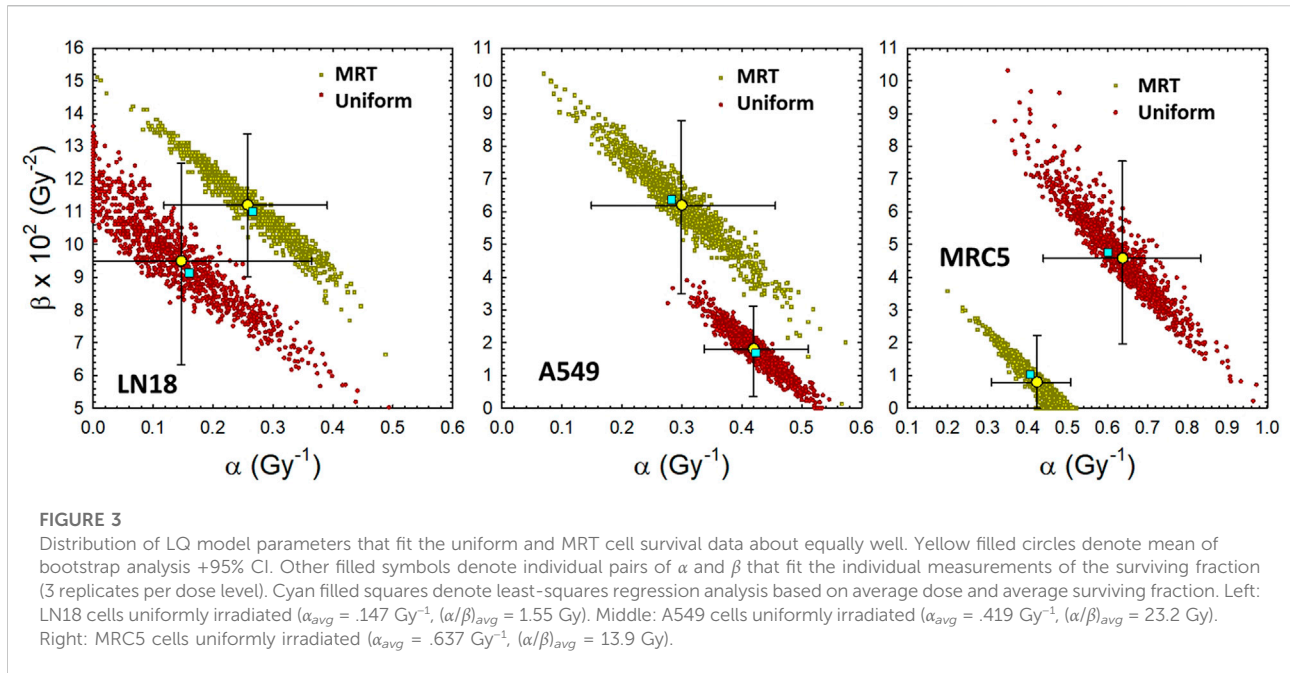 16
15
14
13
12
11
10
9
8
7
6
5
0.0 0.1 0.2 0.3 0.4 0.5 0.6
β x 10² (Gy⁻²)
α (Gy⁻¹)
MRT
Uniform
LN18
11
10
9
8
7
6
5
4
3
2
1
0
0.0 0.1 0.2 0.3 0.4 0.5 0.6
α (Gy⁻¹)
MRT
Uniform
A549
11
10
9
8
7
6
5
4
3
2
1
0
0.1 0.2 0.3 0.4 0.5 0.6 0.7 0.8 0.9 1.0
α (Gy⁻¹)
MRT
Uniform
MRC5
FIGURE 3
Distribution of LQ model parameters that fit the uniform and MRT cell survival data about equally well. Yellow filled circles denote mean of
bootstrap analysis +95% CI. Other filled symbols denote individual pairs of α and β that fit the individual measurements of the surviving fraction
(3 replicates per dose level). Cyan filled squares denote least-squares regression analysis based on average dose and average surviving fraction. Left:
LN18 cells uniformly irradiated (αavg = .147 Gy⁻¹, (α/β)avg = 1.55 Gy). Middle: A549 cells uniformly irradiated (αavg = .419 Gy⁻¹, (α/β)avg = 23.2 Gy).
Right: MRC5 cells uniformly irradiated (αavg = .637 Gy⁻¹, (α/β)avg = 13.9 Gy).